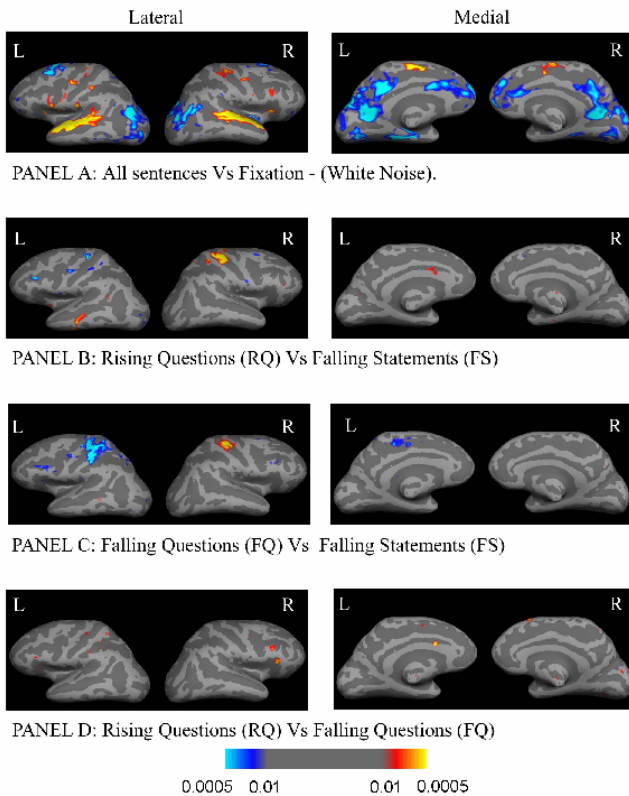 Lateral Medial
L R L R
PANEL A: All sentences Vs Fixation - (White Noise).
L R L R
PANEL B: Rising Questions (RQ) Vs Falling Statements (FS)
L R L R
PANEL C: Falling Questions (FQ) Vs Falling Statements (FS)
L R L R
PANEL D: Rising Questions (RQ) Vs Falling Questions (FQ)
0.0005 0.01 0.01 0.0005